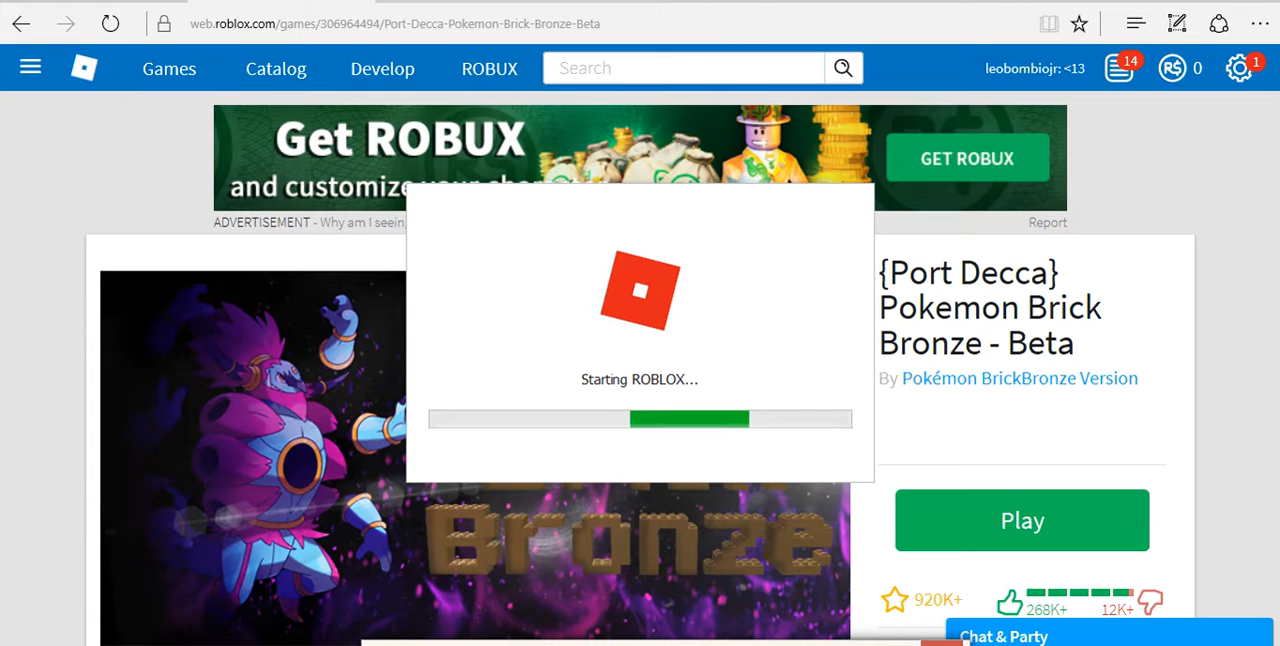 web.roblox.com/games/306964494/Port-Decca-Pokemon-Brick-Bronze-Beta
Games
Catalog
Develop
ROBUX
Search
leobombiojr: <13
14
R$ 0
1
Get ROBUX
and customize your
GET ROBUX
ADVERTISEMENT - Why am I seein
Report
Starting ROBLOX...
{Port Decca}
Pokemon Brick
Bronze - Beta
By Pokémon BrickBronze Version
Bronze
Play
920K+
268K+
12K+
Chat & Party